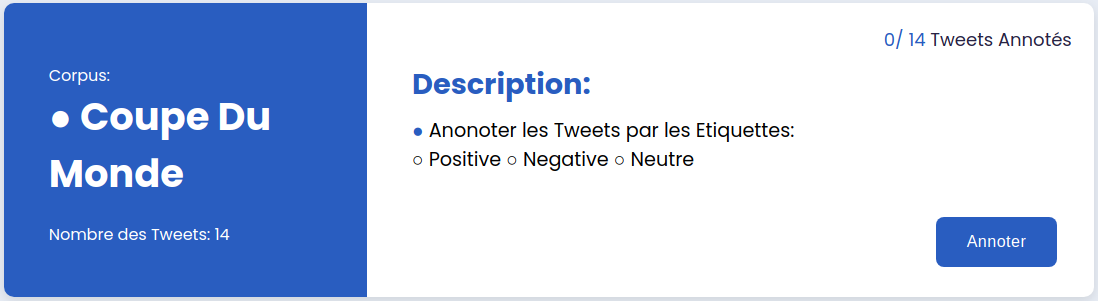 Corpus:
● Coupe Du
Monde
Nombre des Tweets: 14
0/ 14 Tweets Annotés
Description:
● Anonoter les Tweets par les Etiquettes:
○ Positive ○ Negative ○ Neutre
Annoter